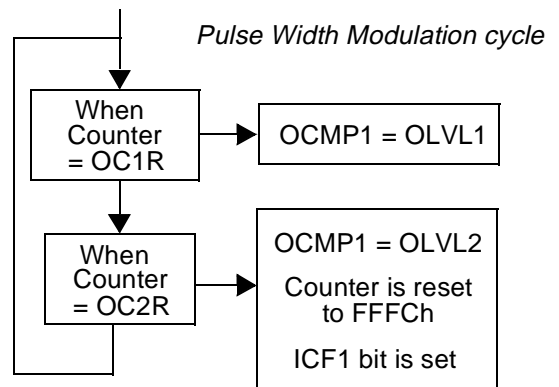 Pulse Width Modulation cycle
When
Counter
= OC1R
OCMP1 = OLVL1
When
Counter
= OC2R
OCMP1 = OLVL2
Counter is reset
to FFFCh
ICF1 bit is set